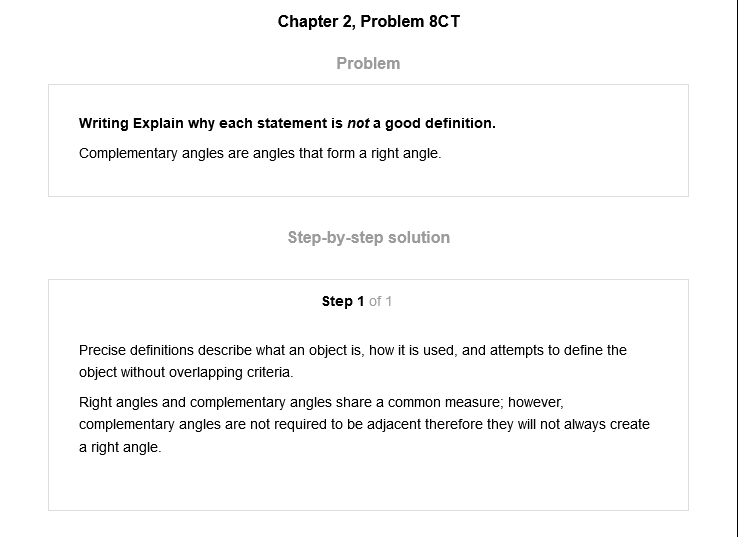 Chapter 2, Problem 8CT
Problem
Writing Explain why each statement is not a good definition.
Complementary angles are angles that form a right angle.
Step-by-step solution
Step 1 of 1
Precise definitions describe what an object is, how it is used, and attempts to define the
object without overlapping criteria.
Right angles and complementary angles share a common measure; however,
complementary angles are not required to be adjacent therefore they will not always create
a right angle.